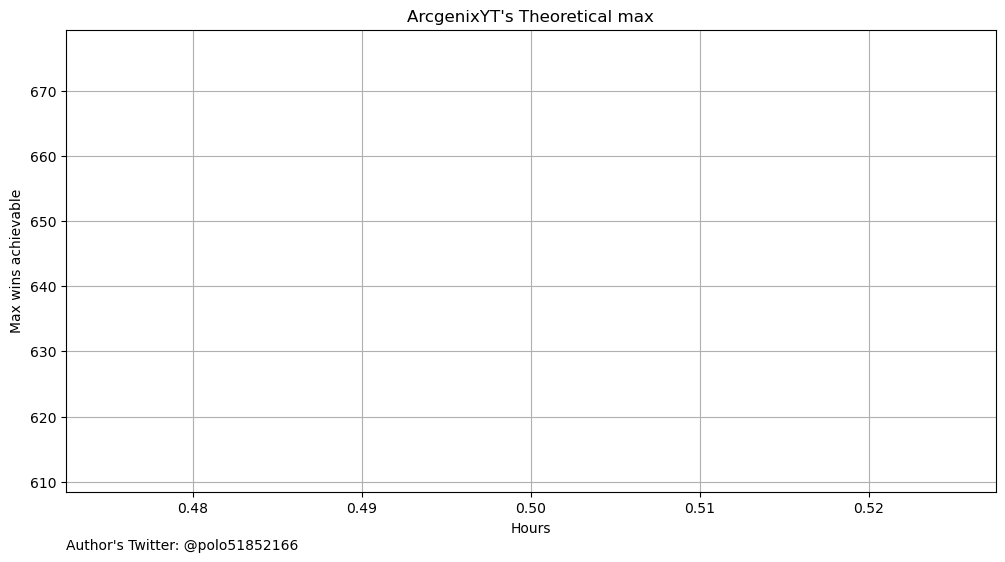 ArcgenixYT's Theoretical max
Max wins achievable
670
660
650
640
630
620
610
0.48 0.49 0.50 0.51 0.52
Hours
Author's Twitter: @polo51852166